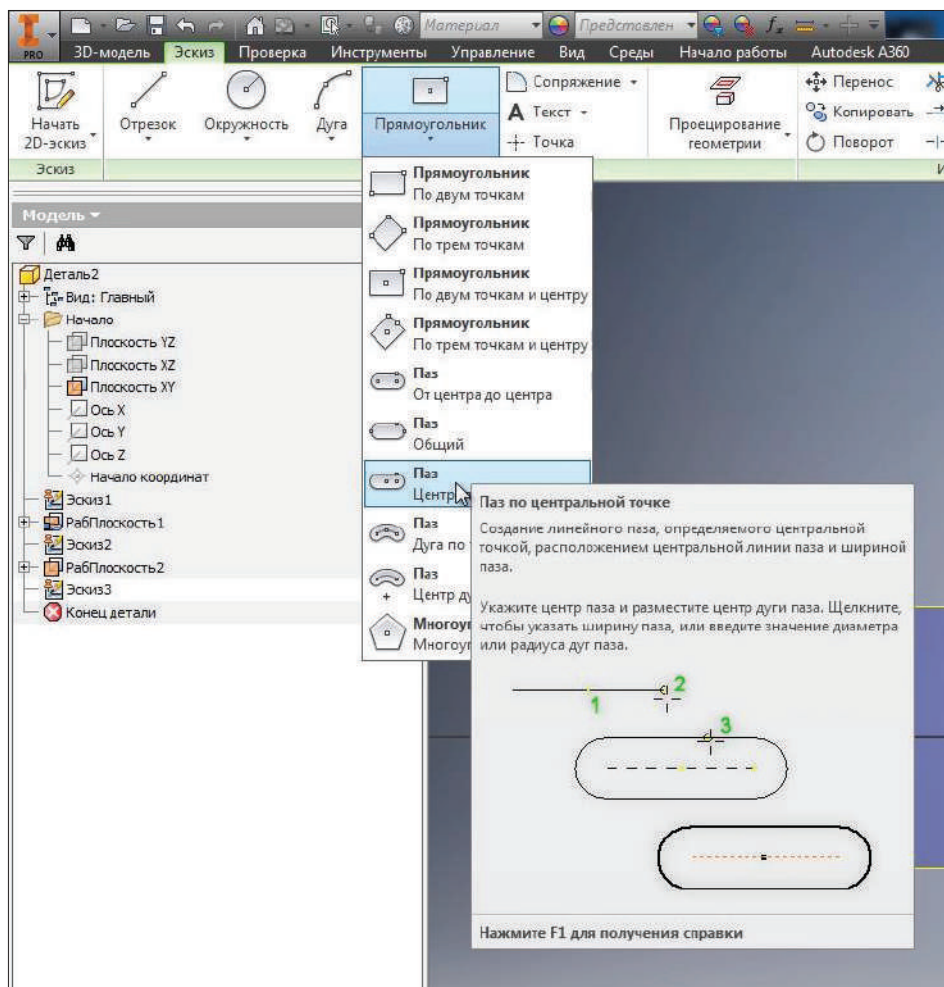 Материал
Представлен
fx
PRO
3D-модель Эскиз Проверка Инструменты Управление Вид Среды Начало работы Autodesk A360
Начать
2D-эскиз
Отрезок
Окружность
Дуга
Прямоугольник
Сопряжение
A Текст
Точка
Проецирование
геометрии
Перенос
Копировать
Поворот
Эскиз
Модель
Деталь2
Вид: Главный
Начало
Плоскость YZ
Плоскость XZ
Плоскость XY
Ось X
Ось Y
Ось Z
Начало координат
Эскиз1
РабПлоскость1
Эскиз2
РабПлоскость2
Эскиз3
Конец детали
Прямоугольник
По двум точкам
Прямоугольник
По трем точкам
Прямоугольник
По двум точкам и центру
Прямоугольник
По трем точкам и центру
Паз
От центра до центра
Паз
Общий
Паз
Центр
Паз
Дуга по
Паз
Центр ду
Многоу
Многоуг
Паз по центральной точке
Создание линейного паза, определяемого центральной
точкой, расположением центральной линии паза и шириной
паза.
Укажите центр паза и разместите центр дуги паза. Щелкните,
чтобы указать ширину паза, или введите значение диаметра
или радиуса дуг паза.
1
2
3
Нажмите F1 для получения справки